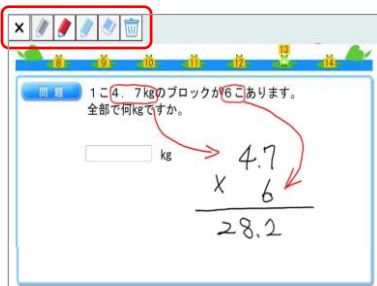 ×
8 9 10 11 12 13 14
問題
1こ4.7kgのブロックが6こあります。
全部で何kgですか。
kg
4.7
× 6
28.2